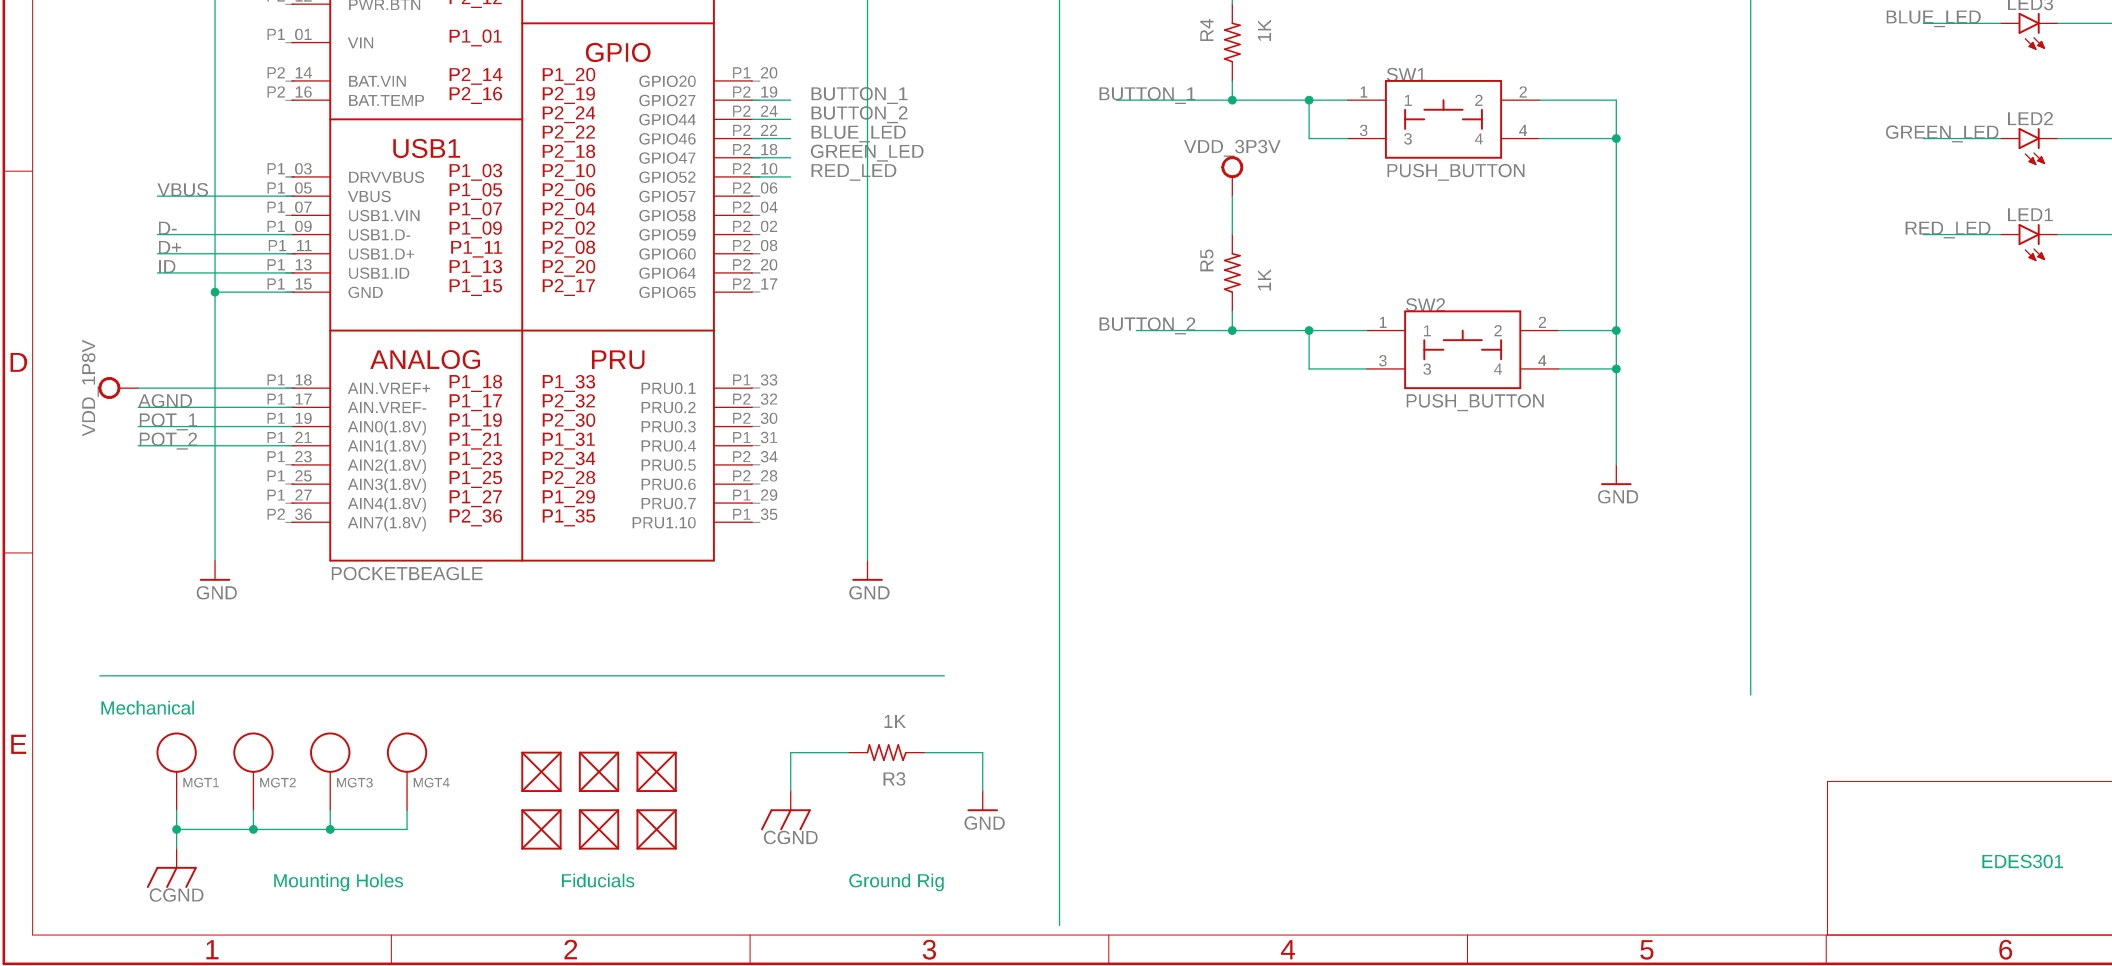 PWR.BTN
P1_01 VIN P1_01
P2_14 BAT.VIN P2_14
P2_16 BAT.TEMP P2_16
GPIO
P1_20 GPIO20 P1_20
P2_19 GPIO27 P2_19 BUTTON_1
P2_24 GPIO44 P2_24 BUTTON_2
P2_22 GPIO46 P2_22 BLUE_LED
P2_18 GPIO47 P2_18 GREEN_LED
P2_10 GPIO52 P2_10 RED_LED
P2_06 GPIO57 P2_06
P2_04 GPIO58 P2_04
P2_02 GPIO59 P2_02
P2_08 GPIO60 P2_08
P2_20 GPIO64 P2_20
P2_17 GPIO65 P2_17
USB1
P1_03 DRVVBUS P1_03
VBUS P1_05 VBUS P1_05
P1_07 USB1.VIN P1_07
D- P1_09 USB1.D- P1_09
D+ P1_11 USB1.D+ P1_11
ID P1_13 USB1.ID P1_13
P1_15 GND P1_15
ANALOG
VDD_1P8V
P1_18 AIN.VREF+ P1_18
AGND P1_17 AIN.VREF- P1_17
POT_1 P1_19 AIN0(1.8V) P1_19
POT_2 P1_21 AIN1(1.8V) P1_21
P1_23 AIN2(1.8V) P1_23
P1_25 AIN3(1.8V) P1_25
P1_27 AIN4(1.8V) P1_27
P2_36 AIN7(1.8V) P2_36
PRU
P1_33 PRU0.1 P1_33
P2_32 PRU0.2 P2_32
P2_30 PRU0.3 P2_30
P1_31 PRU0.4 P1_31
P2_34 PRU0.5 P2_34
P2_28 PRU0.6 P2_28
P1_29 PRU0.7 P1_29
P1_35 PRU1.10 P1_35
POCKETBEAGLE
GND
GND
R4 1K
BUTTON_1
SW1
1 1 2 2
3 3 4 4
PUSH_BUTTON
VDD_3P3V
R5 1K
BUTTON_2
SW2
1 1 2 2
3 3 4 4
PUSH_BUTTON
GND
BLUE_LED LED3
GREEN_LED LED2
RED_LED LED1
Mechanical
MGT1 MGT2 MGT3 MGT4
CGND
Mounting Holes
Fiducials
1K
R3
CGND
GND
Ground Rig
EDES301
D
E
1 2 3 4 5 6